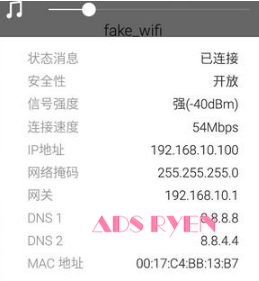 fake_wifi
状态消息 已连接
安全性 开放
信号强度 强(-40dBm)
连接速度 54Mbps
IP地址 192.168.10.100
网络掩码 255.255.255.0
网关 192.168.10.1
DNS 1 8.8.8.8
ADS RYEN
DNS 2 8.8.4.4
MAC 地址 00:17:C4:BB:13:B7